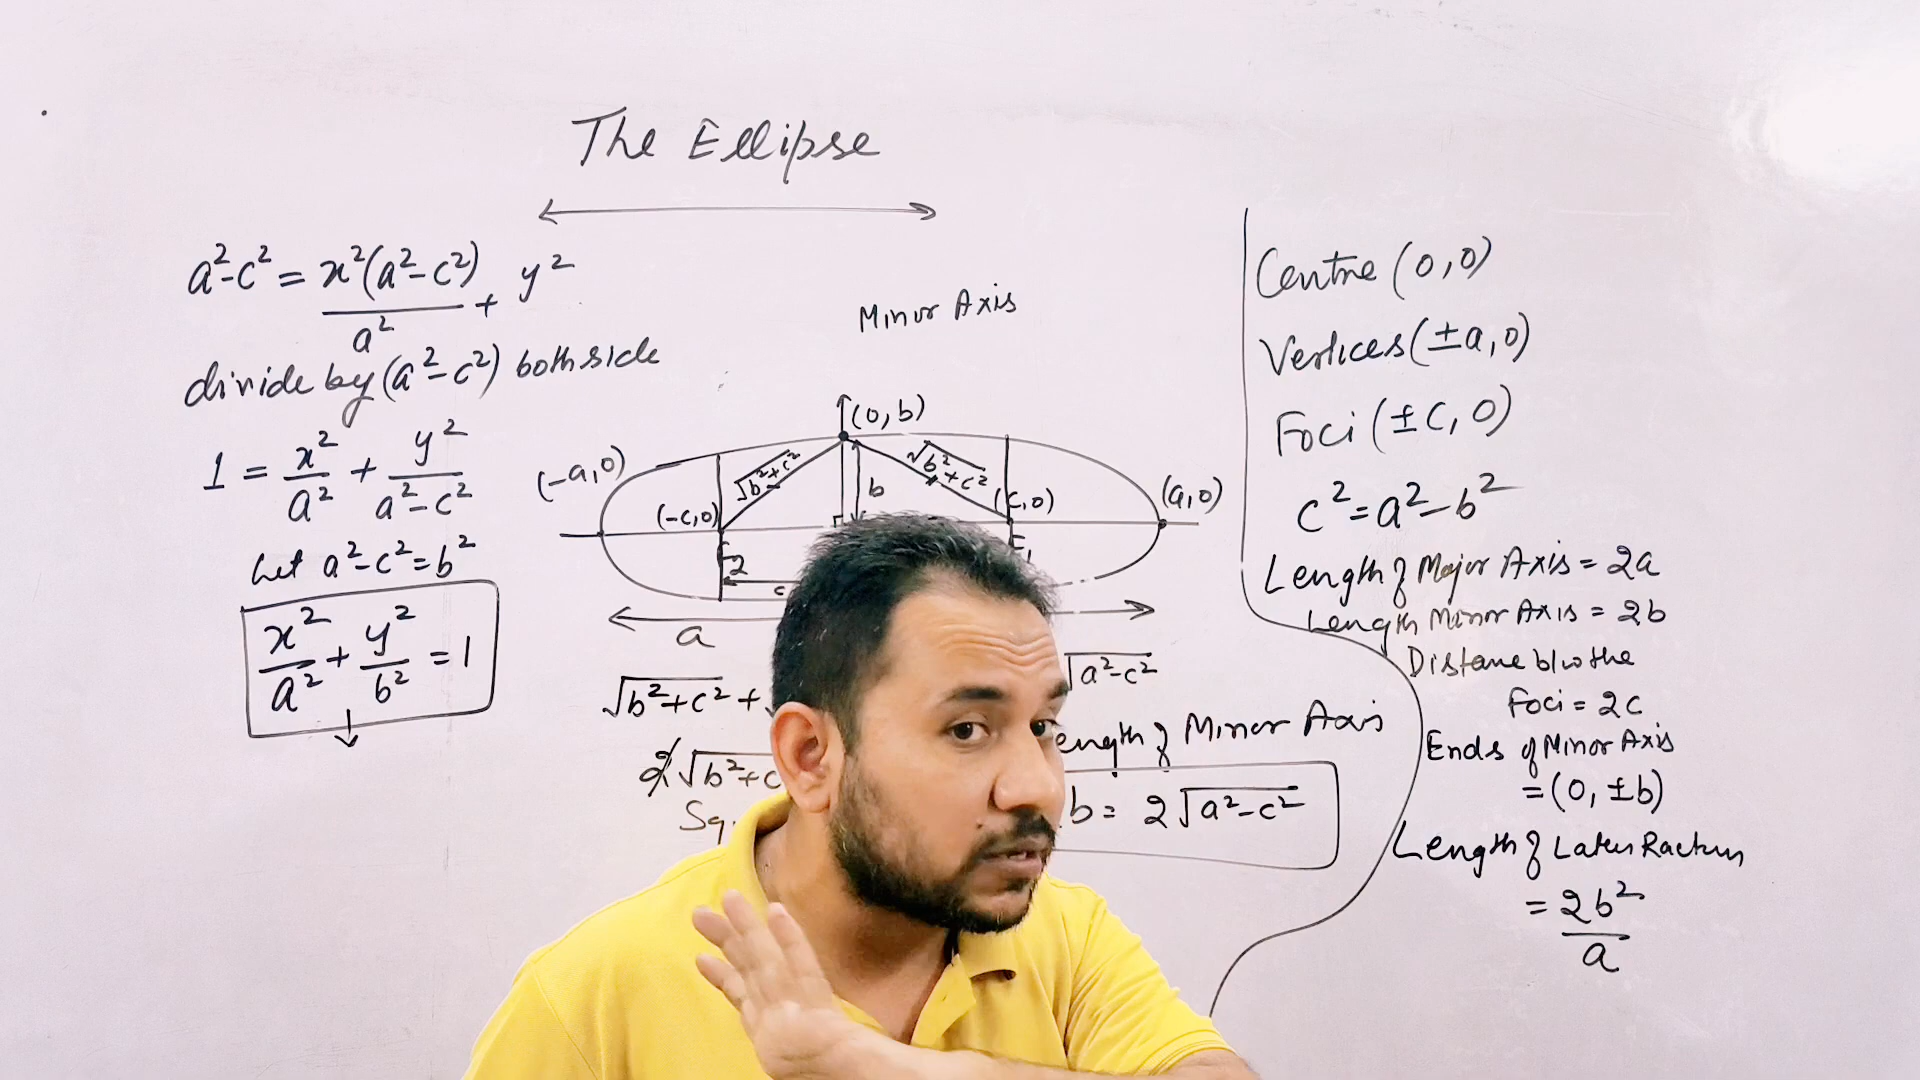 The Ellipse
a²-c² = x²(a²-c²)/a² + y²
divide by (a²-c²) both side
1 = x²/a² + y²/a²-c²
Let a²-c²=b²
x²/a² + y²/b² = 1
Minor Axis
(0,b)
(-a,0)
√b²+c²
√b²+c²
b
(-c,0)
(c,0)
(a,0)
F2
F1
c
a
√b²+c² +
√a²-c²
2√b²+c
ength of Minor Axis
Sq.
b = 2√a²-c²
Centre (0,0)
Vertices (±a,0)
Foci (±c,0)
c²=a²-b²
Length of Major Axis = 2a
Length Minor Axis = 2b
Distance b/w the
Foci = 2c
Ends of Minor Axis
=(0,±b)
Length of Latus Ractum
= 2b²/a